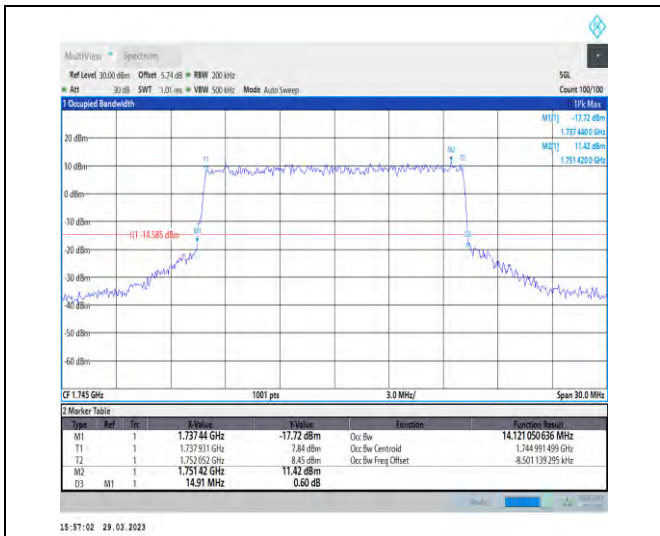 MultiView Spectrum
Ref Level 30.00 dBm Offset 5.74 dB RBW 200 kHz SGL
Att 30 dB SWT 1.01 ms VBW 500 kHz Mode Auto Sweep Count 100/100
1 Occupied Bandwidth 1Pk Max
M1[1] -17.72 dBm
1.737 440 0 GHz
M2[1] 11.42 dBm
1.751 420 0 GHz
20 dBm
M2
T1 T2
10 dBm
0 dBm
-10 dBm
H1 -14.585 dBm M1 D3
-20 dBm
-30 dBm
-40 dBm
-50 dBm
-60 dBm
CF 1.745 GHz 1001 pts 3.0 MHz/ Span 30.0 MHz
2 Marker Table
Type Ref Trc X-Value Y-Value Function Function Result
M1 1 1.737 44 GHz -17.72 dBm Occ Bw 14.121 050 636 MHz
T1 1 1.737 931 GHz 7.84 dBm Occ Bw Centroid 1.744 991 499 GHz
T2 1 1.752 052 GHz 8.45 dBm Occ Bw Freq Offset -8.501 139 295 kHz
M2 1 1.751 42 GHz 11.42 dBm
D3 M1 1 14.91 MHz 0.60 dB
15:57:02 29.03.2023